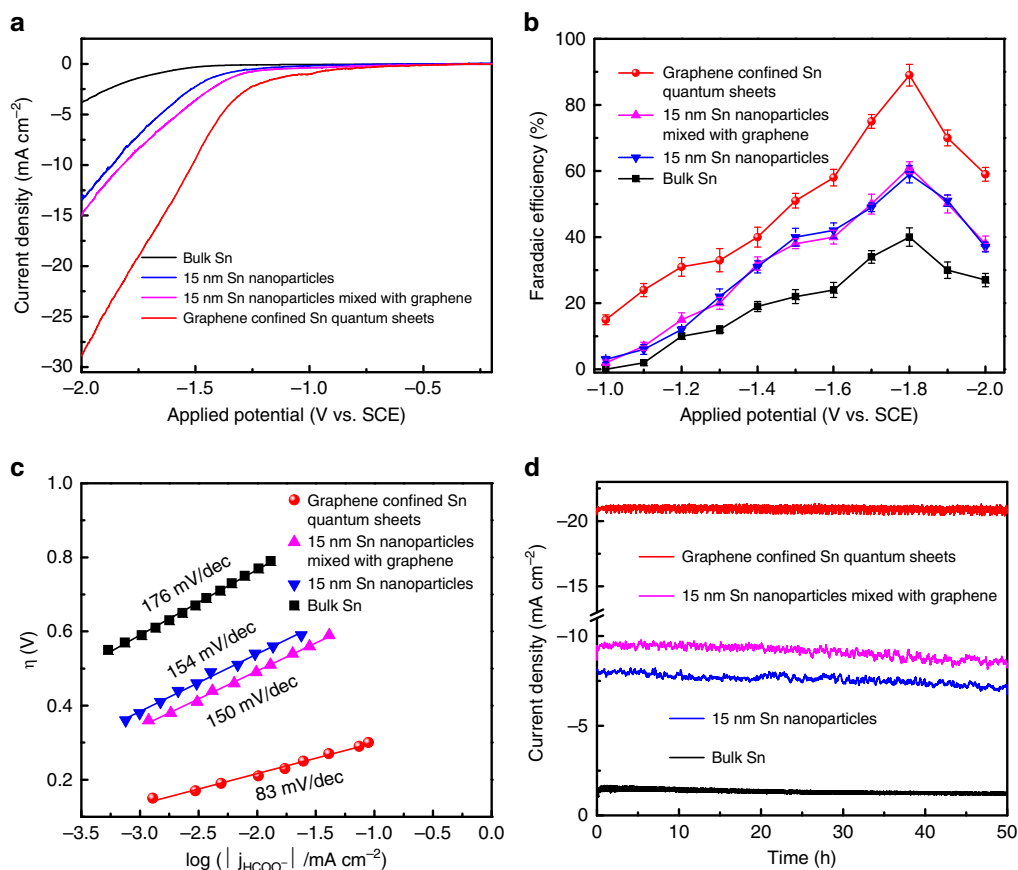 a
0
−5
−10
−15
−20
−25
−30
Current density (mA cm−2)
Bulk Sn
15 nm Sn nanoparticles
15 nm Sn nanoparticles mixed with graphene
Graphene confined Sn quantum sheets
−2.0 −1.5 −1.0 −0.5
Applied potential (V vs. SCE)
b
100
80
60
40
20
0
Faradaic efficiency (%)
Graphene confined Sn
quantum sheets
15 nm Sn nanoparticles
mixed with graphene
15 nm Sn nanoparticles
Bulk Sn
−1.0 −1.2 −1.4 −1.6 −1.8 −2.0
Applied potential (V vs. SCE)
c
1.0
0.8
0.6
0.4
0.2
η (V)
Graphene confined Sn
quantum sheets
15 nm Sn nanoparticles
mixed with graphene
15 nm Sn nanoparticles
Bulk Sn
176 mV/dec
154 mV/dec
150 mV/dec
83 mV/dec
−3.5 −3.0 −2.5 −2.0 −1.5 −1.0 −0.5 0.0
log (| jHCOO−| /mA cm−2)
d
−20
−15
−10
−5
0
Current density (mA cm−2)
Graphene confined Sn quantum sheets
15 nm Sn nanoparticles mixed with graphene
15 nm Sn nanoparticles
Bulk Sn
0 10 20 30 40 50
Time (h)